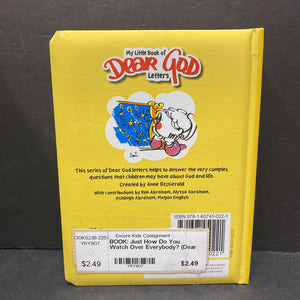 My Little Book of
DEAR GOD
Letters
This series of Dear God letters helps to answer the very complex,
questions that children may have about God and life.
Created by Anne FitzGerald
With contributions by Ren Abraham, Alyssa Abraham,
Ashleigh Abraham, Megan English
ISBN 978-1-60745-022-1
Encore Kids Consignment
BOOK: Just How Do You
Watch Over Everybody? (Dear
YRY9G7
$2.49
YRY9G7
$2.49